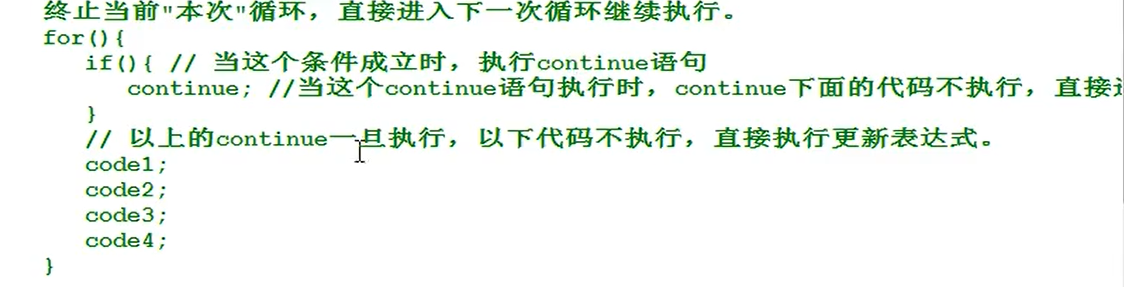 终止当前"本次"循环，直接进入下一次循环继续执行。
for(){
if(){ // 当这个条件成立时，执行continue语句
continue; //当这个continue语句执行时，continue下面的代码不执行，直接
}
// 以上的continue一旦执行，以下代码不执行，直接执行更新表达式。
code1;
code2;
code3;
code4;
}